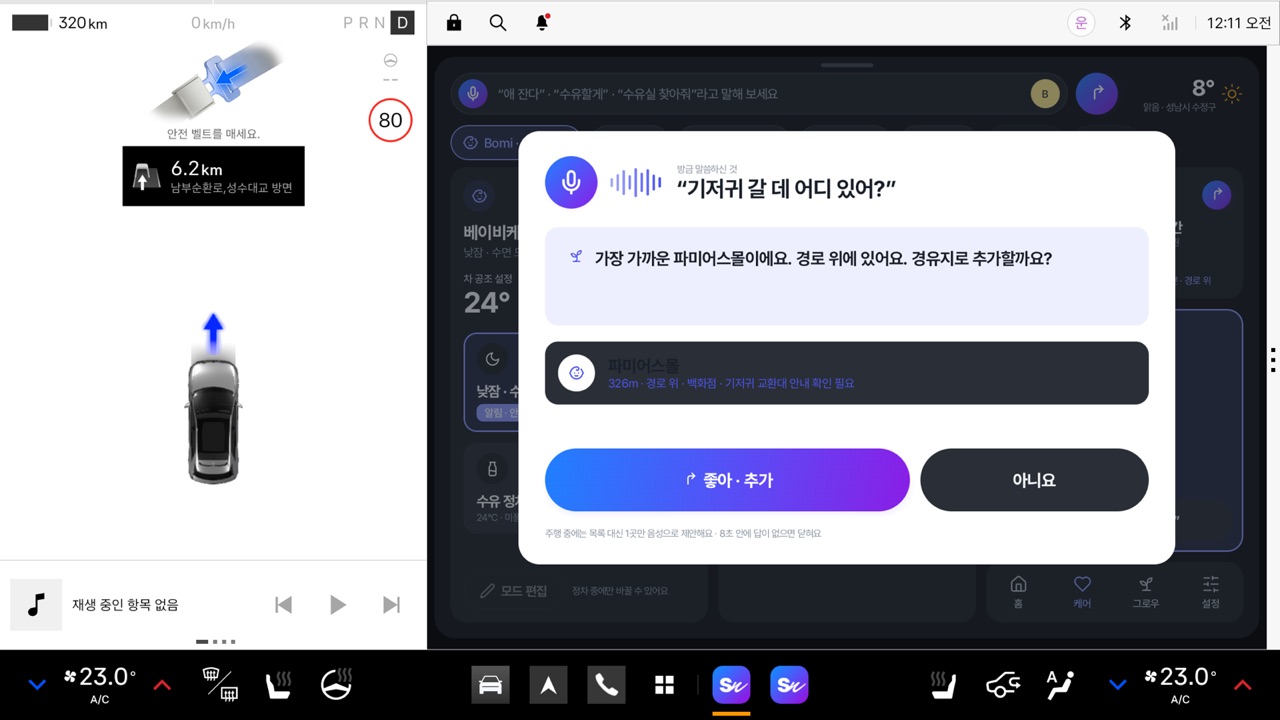 320km
0km/h
P R N D
12:11 오전
운
80
안전 벨트를 매세요.
6.2km
남부순환로,성수대교 방면
재생 중인 항목 없음
“애 잔다” · “수유할게” · “수유실 찾아줘”라고 말해 보세요
B
8°
맑음 · 성남시 수정구
Bomi ·
베이비케
낮잠 · 수면
차 공조 설정
24°
낮잠 · 수
알림 · 안
수유 정차
24°C · 미
모드 편집
정차 중에만 바꿀 수 있어요
· 경로 위
방금 말씀하신 것
“기저귀 갈 데 어디 있어?”
가장 가까운 파미어스몰이에요. 경로 위에 있어요. 경유지로 추가할까요?
파미어스몰
326m · 경로 위 · 백화점 · 기저귀 교환대 안내 확인 필요
좋아 · 추가
아니요
주행 중에는 목록 대신 1곳만 음성으로 제안해요 · 8초 안에 답이 없으면 닫혀요
홈
케어
그로우
설정
23.0°
A/C
23.0°
A/C